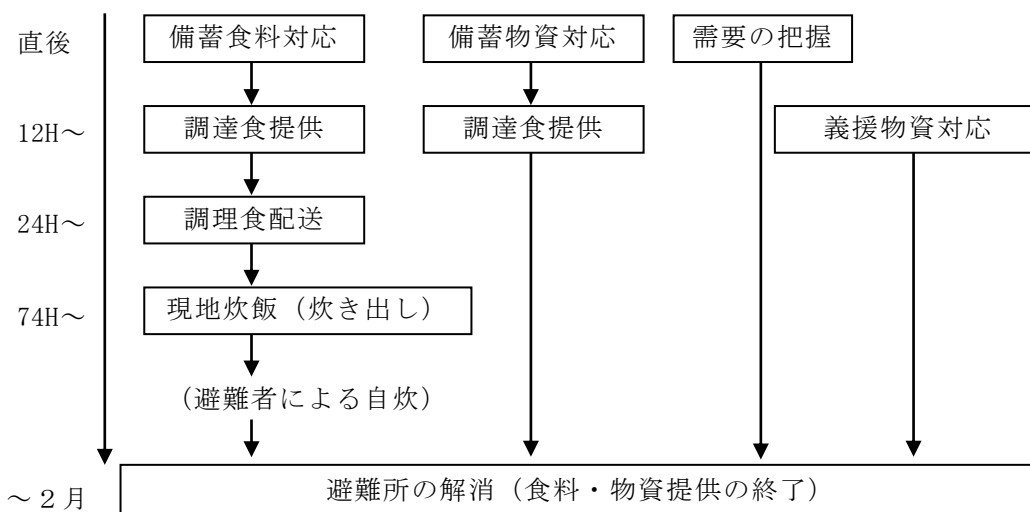 直後
備蓄食料対応
備蓄物資対応
需要の把握
12H～
調達食提供
調達食提供
義援物資対応
24H～
調理食配送
74H～
現地炊飯（炊き出し）
（避難者による自炊）
～２月
避難所の解消（食料・物資提供の終了）